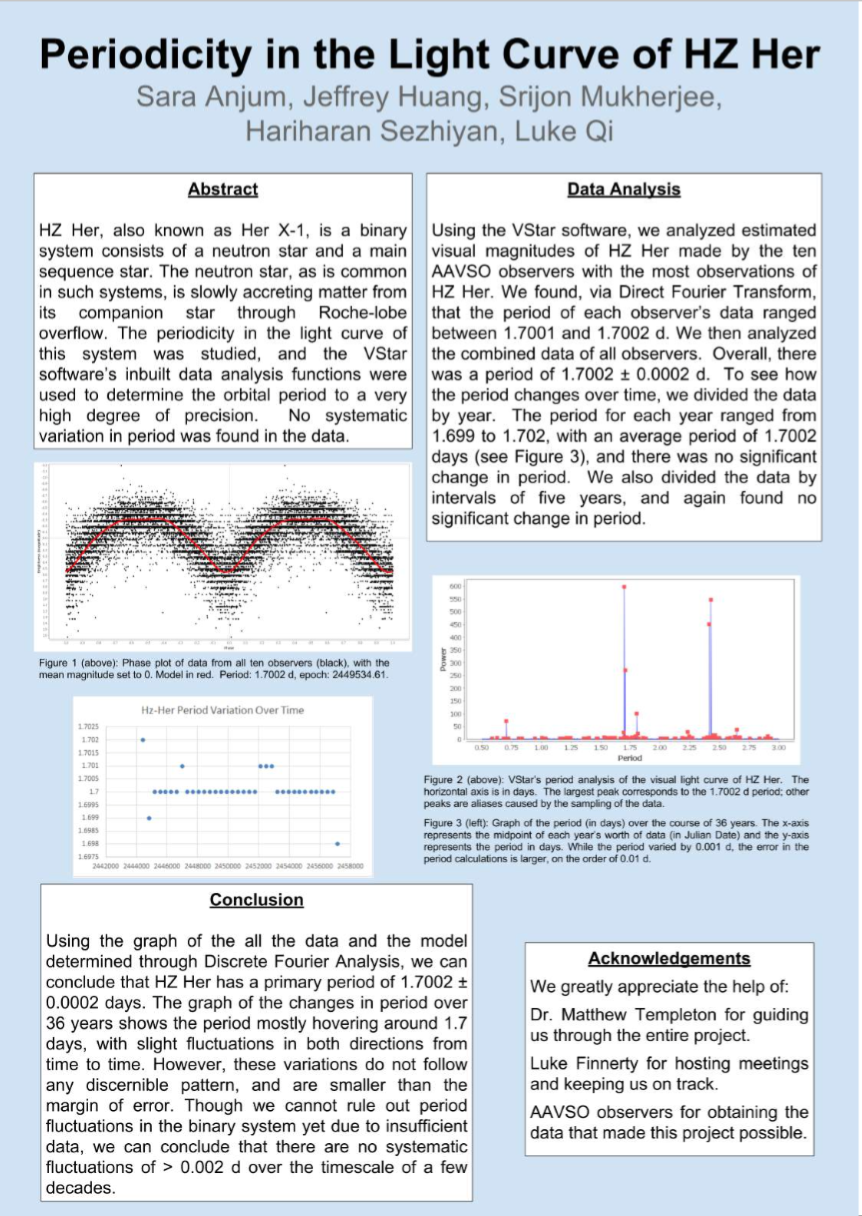 Periodicity in the Light Curve of HZ Her
Sara Anjum, Jeffrey Huang, Srijon Mukherjee,
Hariharan Sezhiyan, Luke Qi
Abstract
HZ Her, also known as Her X-1, is a binary
system consists of a neutron star and a main
sequence star. The neutron star, as is common
in such systems, is slowly accreting matter from
its companion star through Roche-lobe
overflow. The periodicity in the light curve of
this system was studied, and the VStar
software's inbuilt data analysis functions were
used to determine the orbital period to a very
high degree of precision. No systematic
variation in period was found in the data.
Figure 1 (above): Phase plot of data from all ten observers (black), with the
mean magnitude set to 0. Model in red. Period: 1.7002 d, epoch: 2449534.61.
Hz-Her Period Variation Over Time
1.7025
1.702
1.7015
1.701
1.7005
1.7
1.6995
1.699
1.6985
1.698
1.6975
2442000 2444000 2446000 2448000 2450000 2452000 2454000 2456000 2458000
Data Analysis
Using the VStar software, we analyzed estimated
visual magnitudes of HZ Her made by the ten
AAVSO observers with the most observations of
HZ Her. We found, via Direct Fourier Transform,
that the period of each observer's data ranged
between 1.7001 and 1.7002 d. We then analyzed
the combined data of all observers. Overall, there
was a period of 1.7002 ± 0.0002 d. To see how
the period changes over time, we divided the data
by year. The period for each year ranged from
1.699 to 1.702, with an average period of 1.7002
days (see Figure 3), and there was no significant
change in period. We also divided the data by
intervals of five years, and again found no
significant change in period.
600
550
500
450
400
350
300
250
200
150
100
50
0
Power
0.50 0.75 1.00 1.25 1.50 1.75 2.00 2.25 2.50 2.75 3.00
Period
Figure 2 (above): VStar's period analysis of the visual light curve of HZ Her. The
horizontal axis is in days. The largest peak corresponds to the 1.7002 d period; other
peaks are aliases caused by the sampling of the data.
Figure 3 (left): Graph of the period (in days) over the course of 36 years. The x-axis
represents the midpoint of each year's worth of data (in Julian Date) and the y-axis
represents the period in days. While the period varied by 0.001 d, the error in the
period calculations is larger, on the order of 0.01 d.
Conclusion
Using the graph of the all the data and the model
determined through Discrete Fourier Analysis, we can
conclude that HZ Her has a primary period of 1.7002 ±
0.0002 days. The graph of the changes in period over
36 years shows the period mostly hovering around 1.7
days, with slight fluctuations in both directions from
time to time. However, these variations do not follow
any discernible pattern, and are smaller than the
margin of error. Though we cannot rule out period
fluctuations in the binary system yet due to insufficient
data, we can conclude that there are no systematic
fluctuations of > 0.002 d over the timescale of a few
decades.
Acknowledgements
We greatly appreciate the help of:
Dr. Matthew Templeton for guiding
us through the entire project.
Luke Finnerty for hosting meetings
and keeping us on track.
AAVSO observers for obtaining the
data that made this project possible.